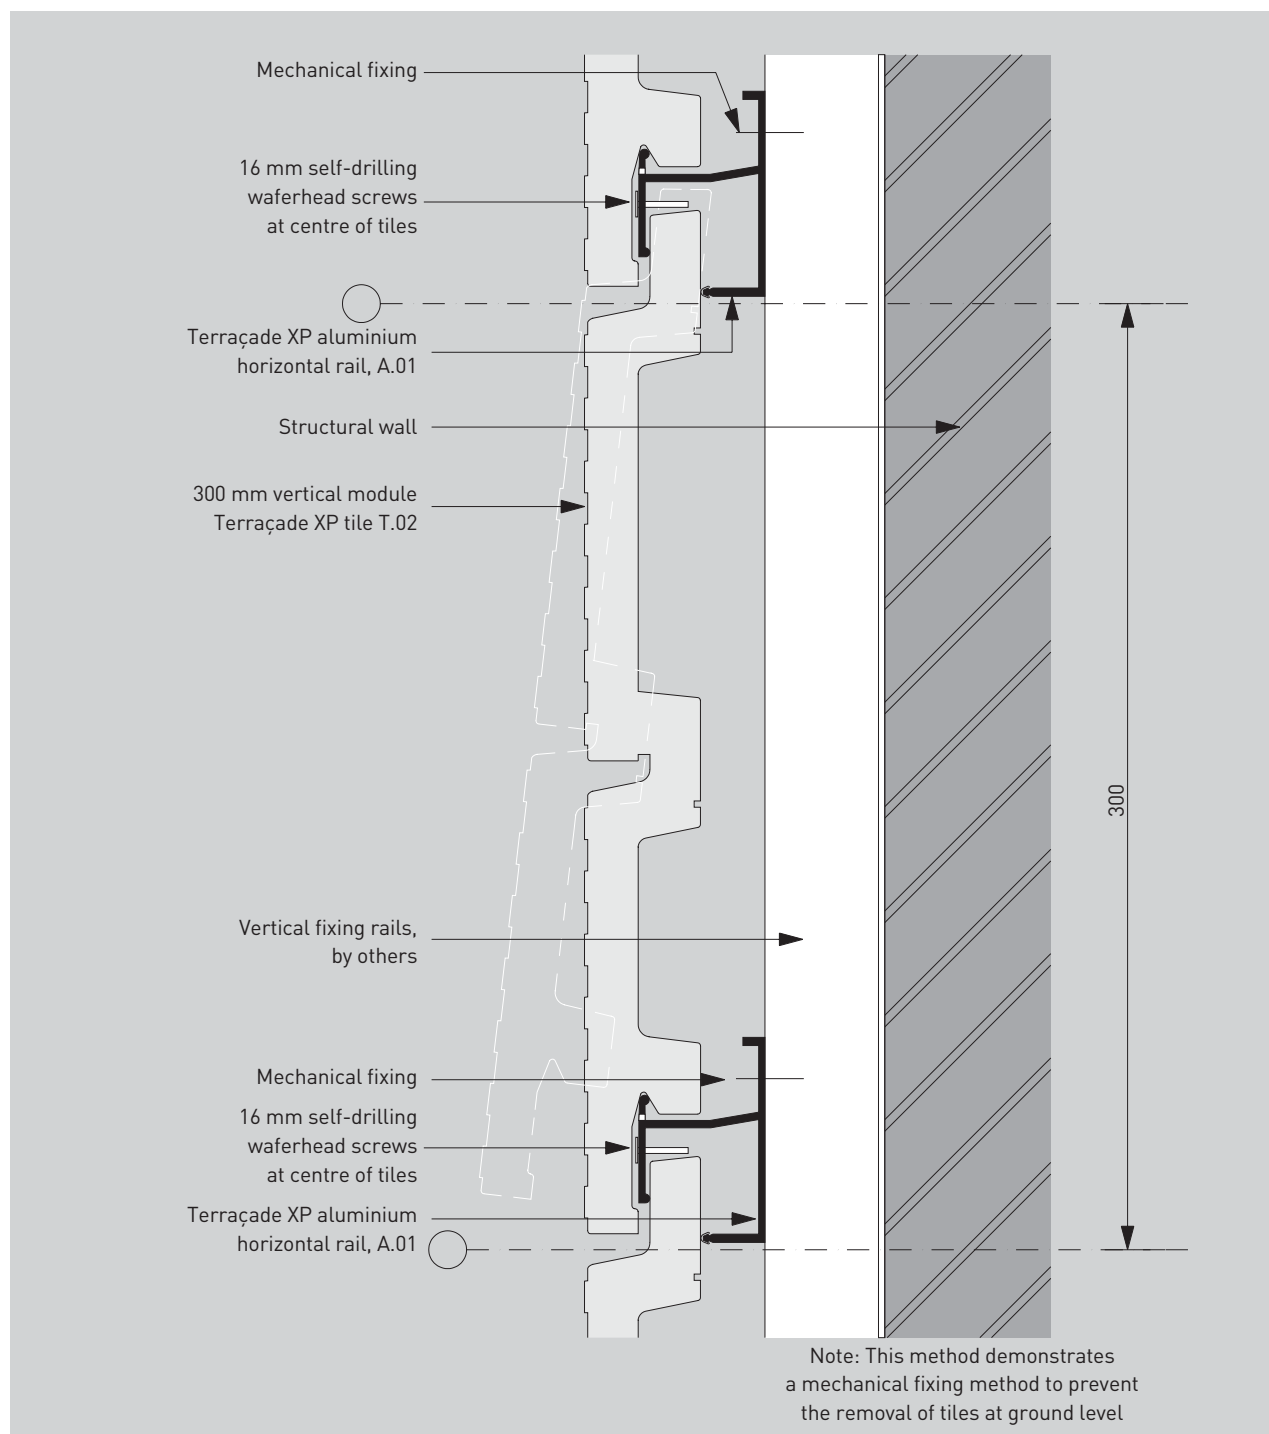 Mechanical fixing
16 mm self-drilling
waferhead screws
at centre of tiles
Terraçade XP aluminium
horizontal rail, A.01
Structural wall
300 mm vertical module
Terraçade XP tile T.02
300
Vertical fixing rails,
by others
Mechanical fixing
16 mm self-drilling
waferhead screws
at centre of tiles
Terraçade XP aluminium
horizontal rail, A.01
Note: This method demonstrates
a mechanical fixing method to prevent
the removal of tiles at ground level